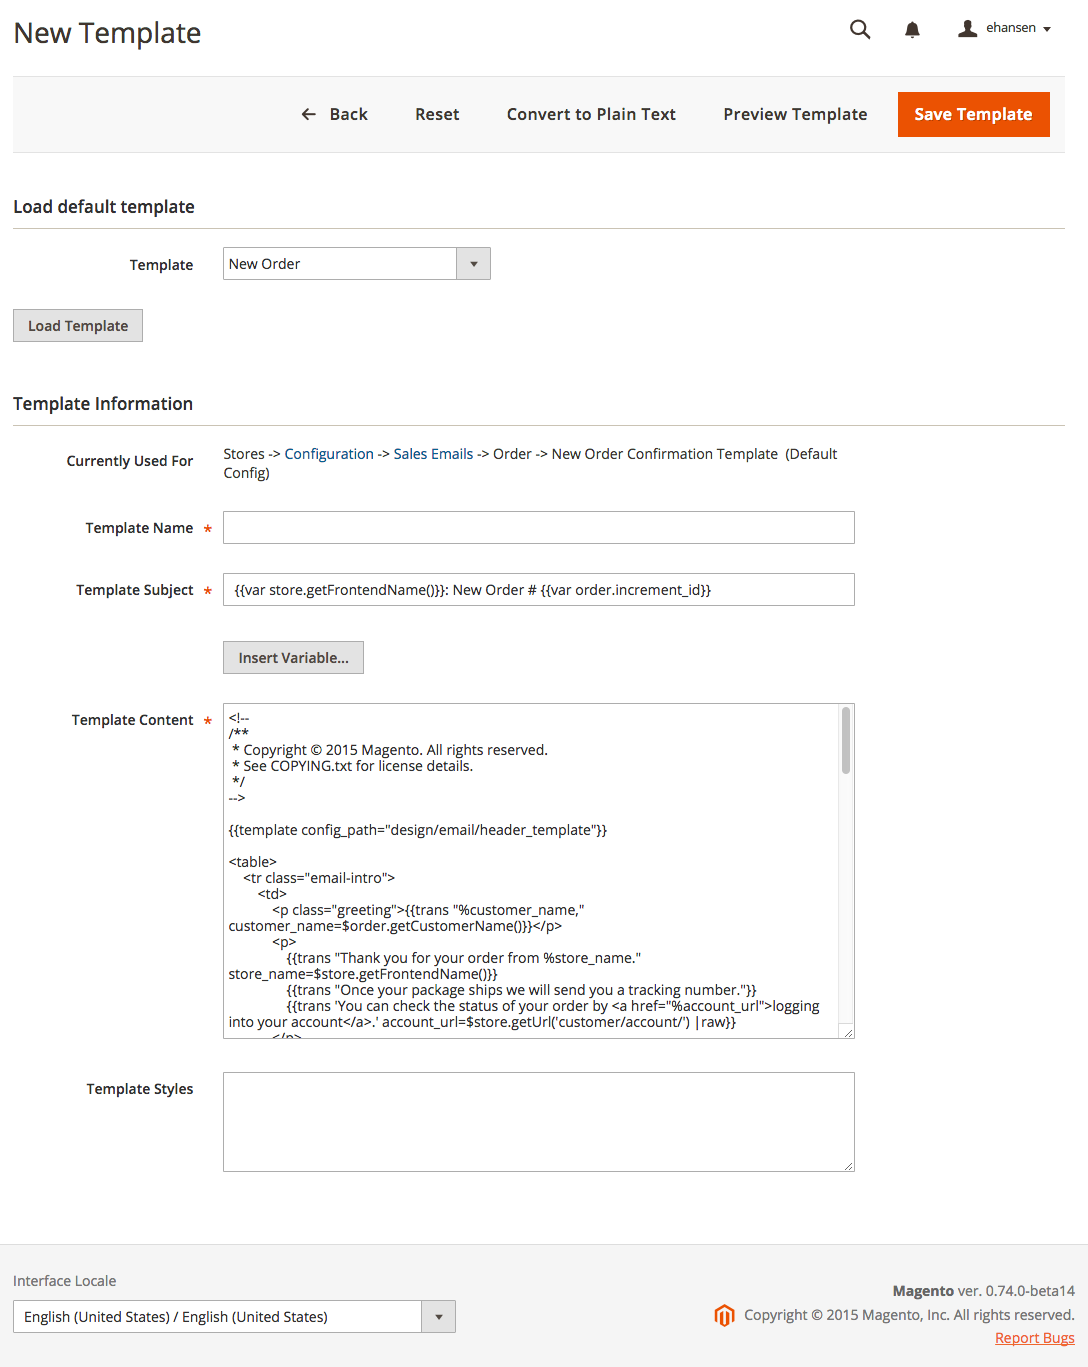 New Template
ehansen
Back
Reset
Convert to Plain Text
Preview Template
Save Template
Load default template
Template
New Order
Load Template
Template Information
Currently Used For
Stores -> Configuration -> Sales Emails -> Order -> New Order Confirmation Template  (Default
Config)
Template Name *
Template Subject *
{{var store.getFrontendName()}}: New Order # {{var order.increment_id}}
Insert Variable...
Template Content *
<!--
/**
 * Copyright © 2015 Magento. All rights reserved.
 * See COPYING.txt for license details.
 */
-->
{{template config_path="design/email/header_template"}}
<table>
    <tr class="email-intro">
        <td>
            <p class="greeting">{{trans "%customer_name,"
customer_name=$order.getCustomerName()}}</p>
            <p>
                {{trans "Thank you for your order from %store_name."
store_name=$store.getFrontendName()}}
                {{trans "Once your package ships we will send you a tracking number."}}
                {{trans 'You can check the status of your order by <a href="%account_url">logging
into your account</a>.' account_url=$store.getUrl('customer/account/') |raw}}
            </p>
Template Styles
Interface Locale
English (United States) / English (United States)
Magento ver. 0.74.0-beta14
Copyright © 2015 Magento, Inc. All rights reserved.
Report Bugs